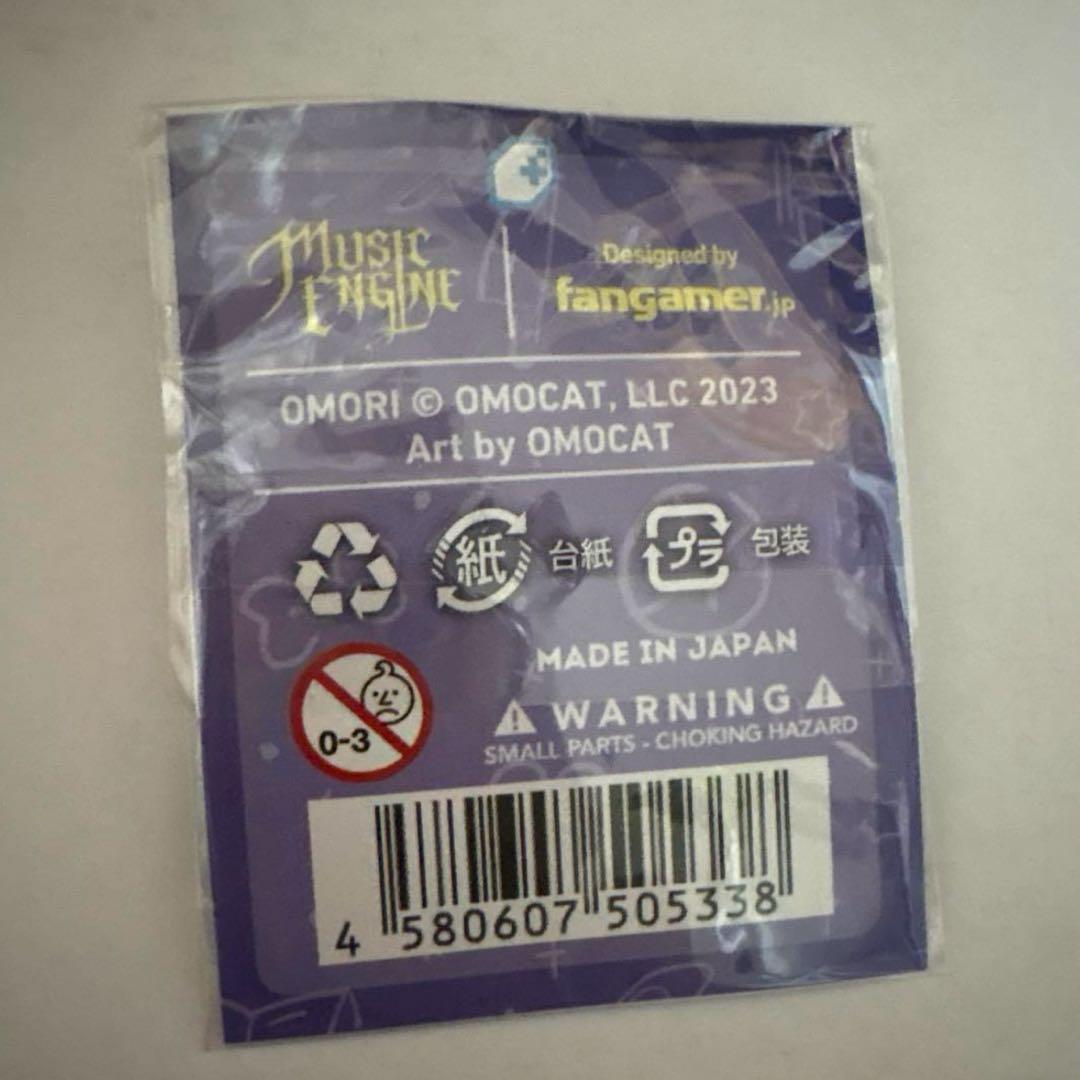 MUSIC
ENGINE
Designed by
fangamer.jp
OMORI © OMOCAT, LLC 2023
Art by OMOCAT
紙 台紙 プラ 包装
MADE IN JAPAN
0-3
WARNING
SMALL PARTS - CHOKING HAZARD
4 580607 505338